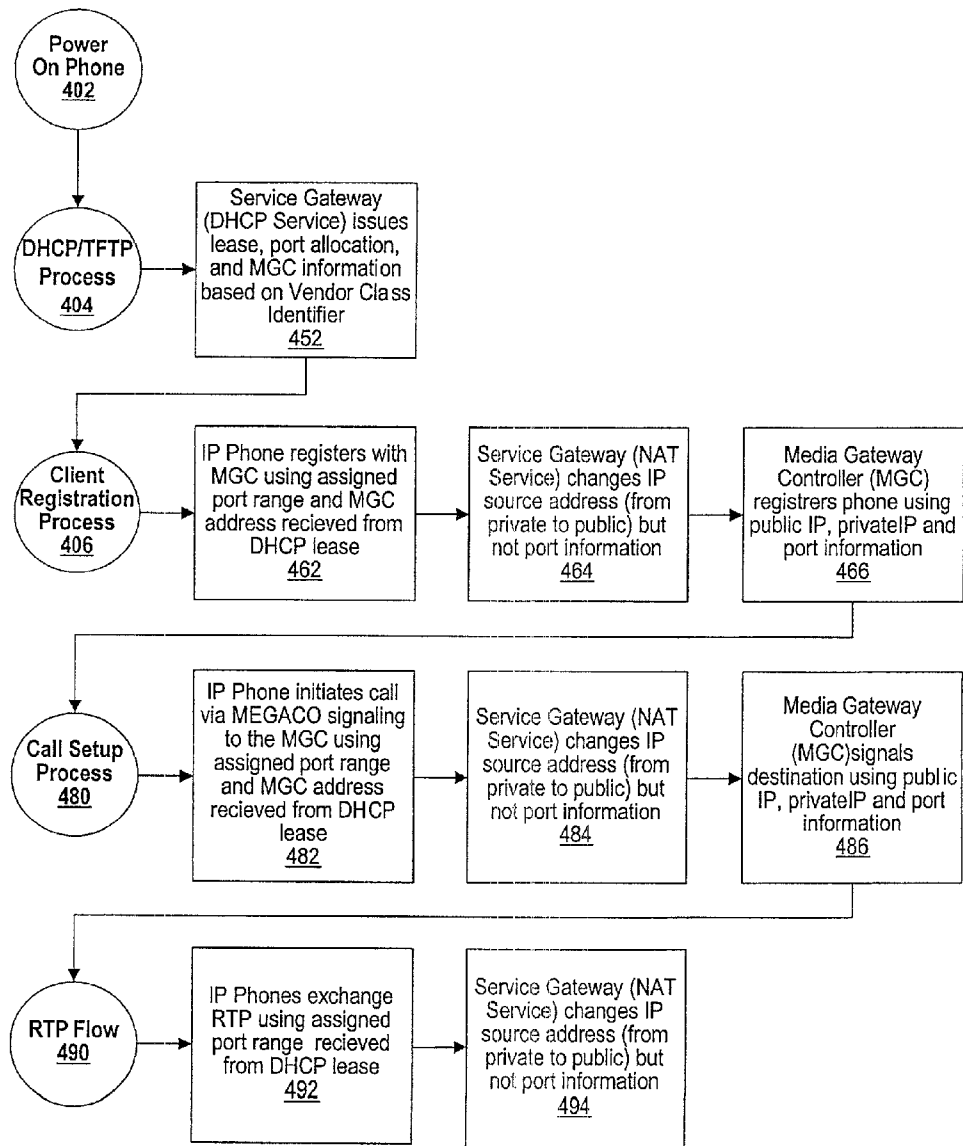 Power
On Phone
402
DHCP/TFTP
Process
404
Service Gateway
(DHCP Service) issues
lease, port allocation,
and MGC information
based on Vendor Class
Identifier
452
Client
Registration
Process
406
IP Phone registers with
MGC using assigned
port range and MGC
address recieved from
DHCP lease
462
Service Gateway (NAT
Service) changes IP
source address (from
private to public) but
not port information
464
Media Gateway
Controller (MGC)
registrers phone using
public IP, privateIP and
port information
466
Call Setup
Process
480
IP Phone initiates call
via MEGACO signaling
to the MGC using
assigned port range
and MGC address
recieved from DHCP
lease
482
Service Gateway (NAT
Service) changes IP
source address (from
private to public) but
not port information
484
Media Gateway
Controller
(MGC)signals
destination using public
IP, privateIP and port
information
486
RTP Flow
490
IP Phones exchange
RTP using assigned
port range recieved
from DHCP lease
492
Service Gateway (NAT
Service) changes IP
source address (from
private to public) but
not port information
494